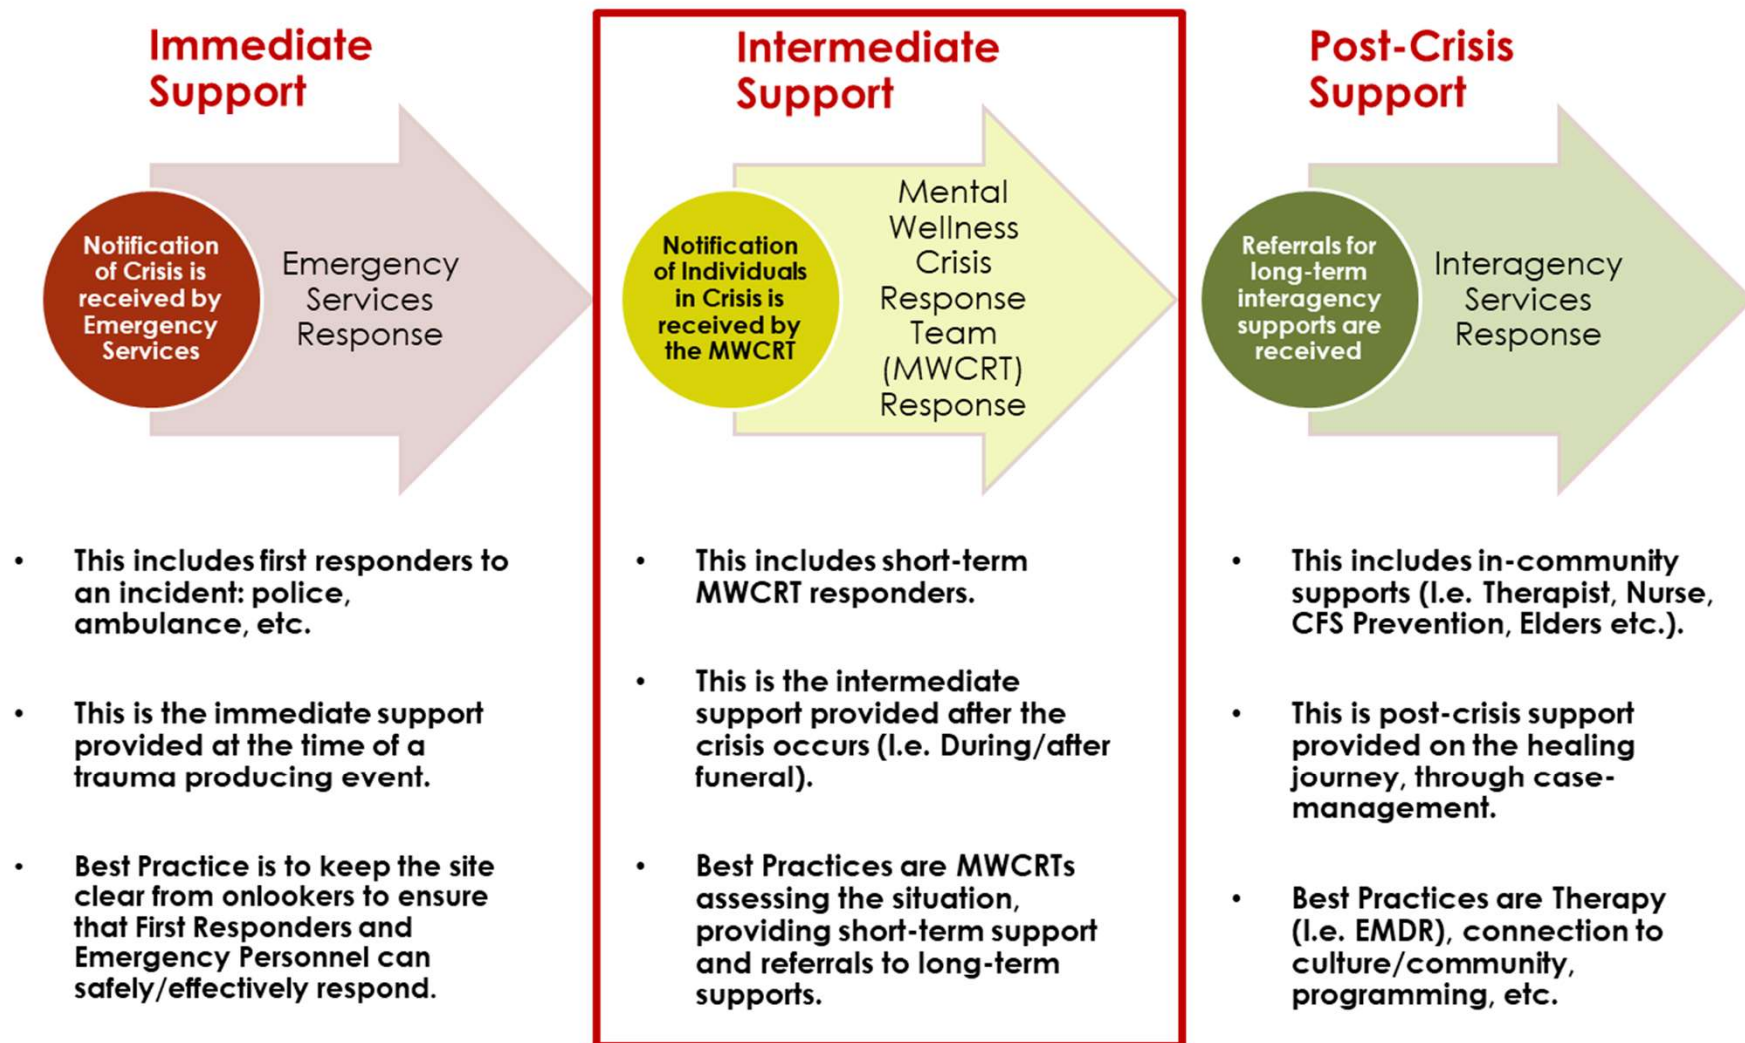 Immediate
Support
Notification
of Crisis is
received by
Emergency
Services
Emergency
Services
Response
• This includes first responders to
an incident: police,
ambulance, etc.
• This is the immediate support
provided at the time of a
trauma producing event.
• Best Practice is to keep the site
clear from onlookers to ensure
that First Responders and
Emergency Personnel can
safely/effectively respond.
Intermediate
Support
Notification
of Individuals
in Crisis is
received by
the MWCRT
Mental
Wellness
Crisis
Response
Team
(MWCRT)
Response
• This includes short-term
MWCRT responders.
• This is the intermediate
support provided after the
crisis occurs (I.e. During/after
funeral).
• Best Practices are MWCRTs
assessing the situation,
providing short-term support
and referrals to long-term
supports.
Post-Crisis
Support
Referrals for
long-term
interagency
supports are
received
Interagency
Services
Response
• This includes in-community
supports (I.e. Therapist, Nurse,
CFS Prevention, Elders etc.).
• This is post-crisis support
provided on the healing
journey, through case-
management.
• Best Practices are Therapy
(I.e. EMDR), connection to
culture/community,
programming, etc.